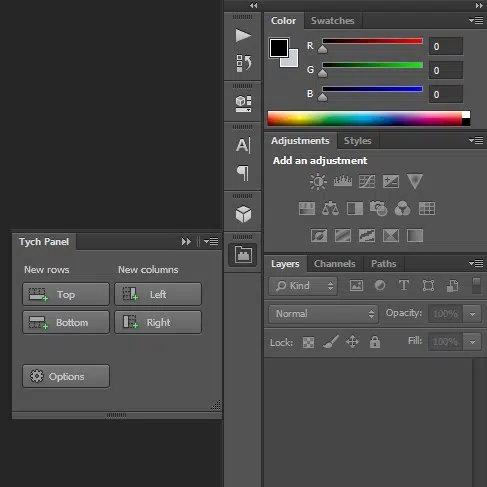 Color
Swatches
R
0
G
0
B
0
Adjustments
Styles
Add an adjustment
Tych Panel
New rows
New columns
Top
Left
Bottom
Right
Options
Layers
Channels
Paths
Kind
Normal
Opacity:
100%
Lock:
Fill:
100%